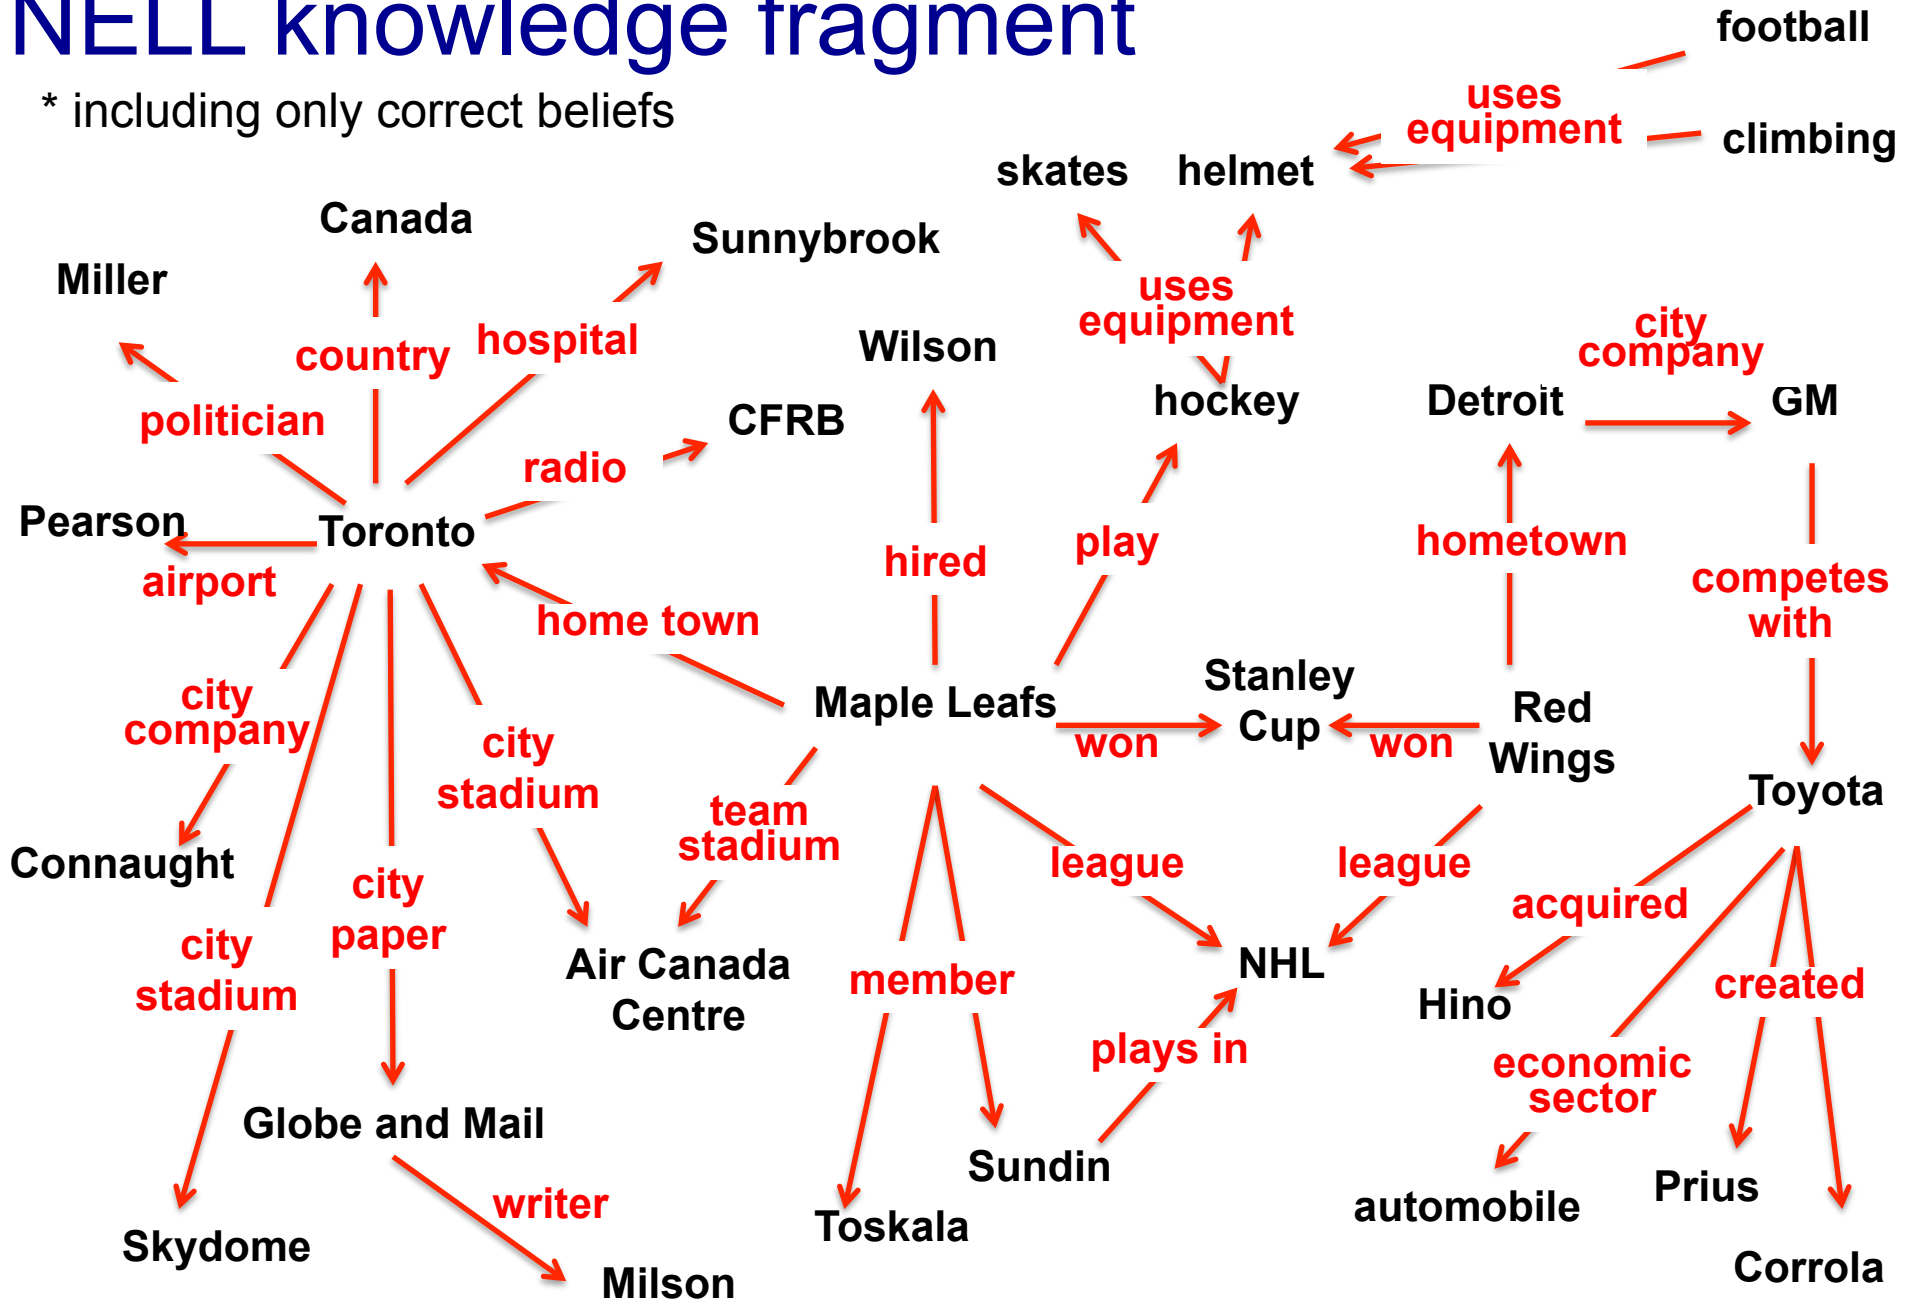 NELL knowledge fragment
* including only correct beliefs
football
uses
equipment
climbing
skates
helmet
Canada
Sunnybrook
Miller
uses
equipment
country
hospital
Wilson
city
company
politician
CFRB
hockey
Detroit
GM
radio
Pearson
Toronto
airport
hired
play
hometown
competes
with
home town
city
company
Maple Leafs
Stanley
Cup
won
won
Red
Wings
city
stadium
team
stadium
Toyota
Connaught
city
paper
league
league
acquired
city
stadium
Air Canada
Centre
member
NHL
Hino
created
plays in
economic
sector
Globe and Mail
Sundin
writer
Toskala
automobile
Prius
Skydome
Milson
Corrola